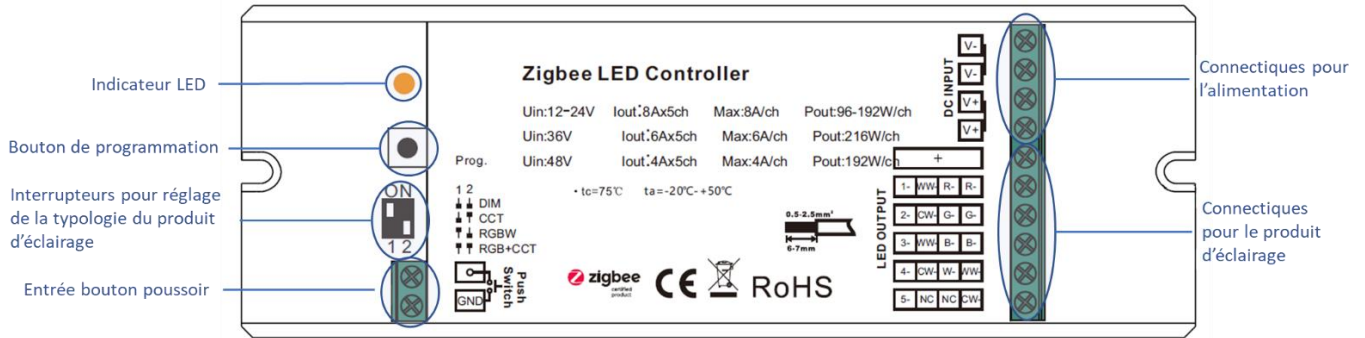 Indicateur LED
Bouton de programmation
Interrupteurs pour réglage
de la typologie du produit
d'éclairage
Entrée bouton poussoir
ON
1 2
Prog.
1 2
DIM
CCT
RGBW
RGB+CCT
Push
Switch
GND
Zigbee LED Controller
Uin:12-24V Iout:8Ax5ch Max:8A/ch Pout:96-192W/ch
Uin:36V Iout:6Ax5ch Max:6A/ch Pout:216W/ch
Uin:48V Iout:4Ax5ch Max:4A/ch Pout:192W/ch
• tc=75℃ ta=-20℃-+50℃
0.5-2.5mm²
6-7mm
zigbee
certified
product
CE
RoHS
DC INPUT
V-
V-
V+
V+
LED OUTPUT
+
1- WW- R- R-
2- CW- G- G-
3- WW- B- B-
4- CW- W- WW-
5- NC NC CW-
Connectiques pour
l'alimentation
Connectiques
pour le produit
d'éclairage